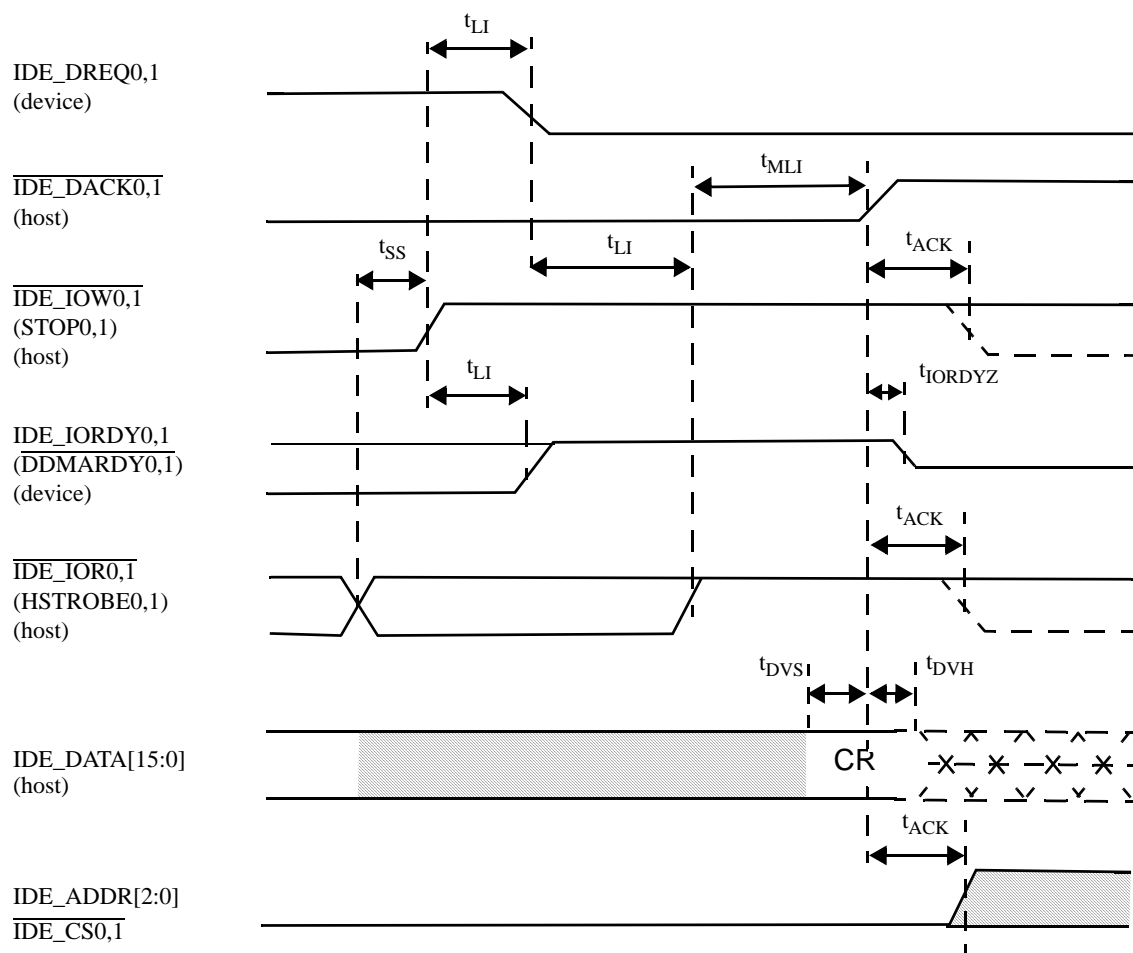 tLI
IDE_DREQ0,1
(device)
tMLI
IDE_DACK0,1
(host)
tSS
tLI
tACK
IDE_IOW0,1
(STOP0,1)
(host)
tLI
tIORDYZ
IDE_IORDY0,1
(DDMARDY0,1)
(device)
tACK
IDE_IOR0,1
(HSTROBE0,1)
(host)
tDVS
tDVH
IDE_DATA[15:0]
(host)
CR
tACK
IDE_ADDR[2:0]
IDE_CS0,1